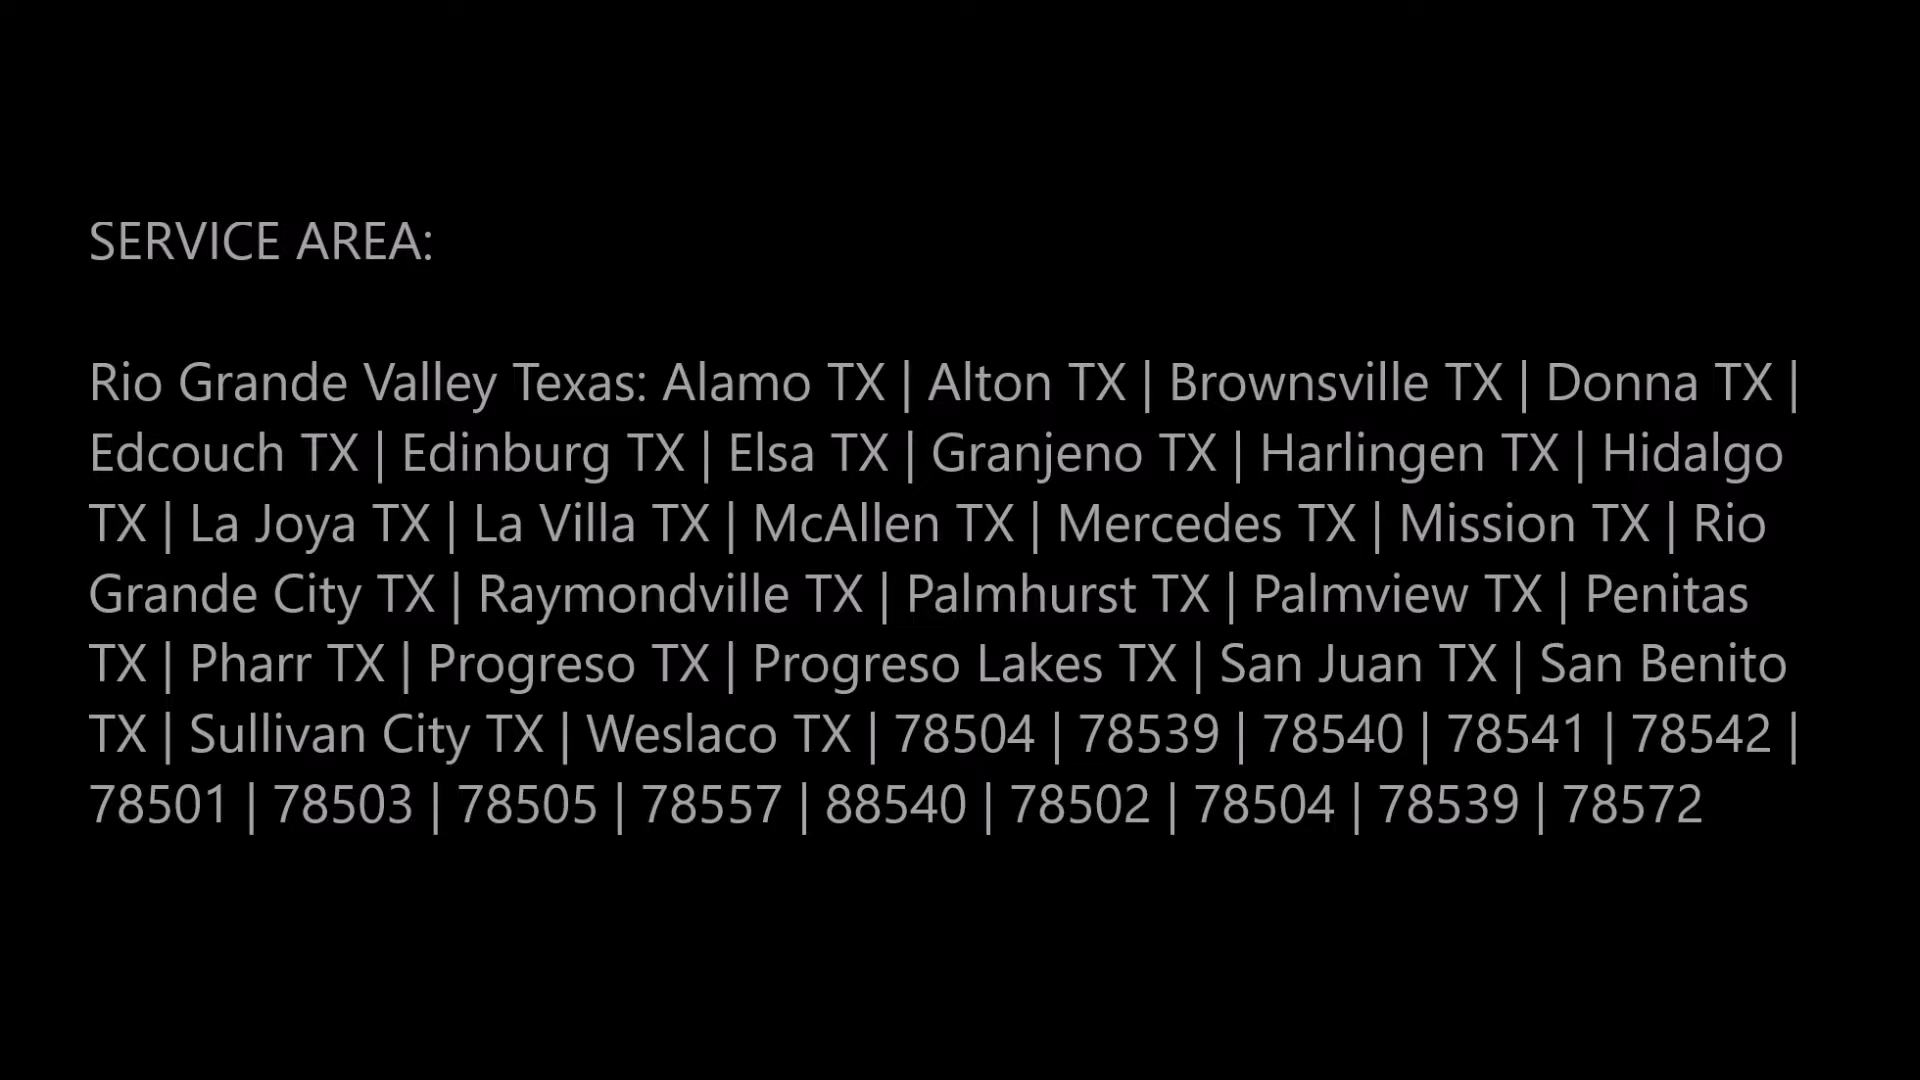 SERVICE AREA:
Rio Grande Valley Texas: Alamo TX | Alton TX | Brownsville TX | Donna TX |
Edcouch TX | Edinburg TX | Elsa TX | Granjeno TX | Harlingen TX | Hidalgo
TX | La Joya TX | La Villa TX | McAllen TX | Mercedes TX | Mission TX | Rio
Grande City TX | Raymondville TX | Palmhurst TX | Palmview TX | Penitas
TX | Pharr TX | Progreso TX | Progreso Lakes TX | San Juan TX | San Benito
TX | Sullivan City TX | Weslaco TX | 78504 | 78539 | 78540 | 78541 | 78542 |
78501 | 78503 | 78505 | 78557 | 88540 | 78502 | 78504 | 78539 | 78572